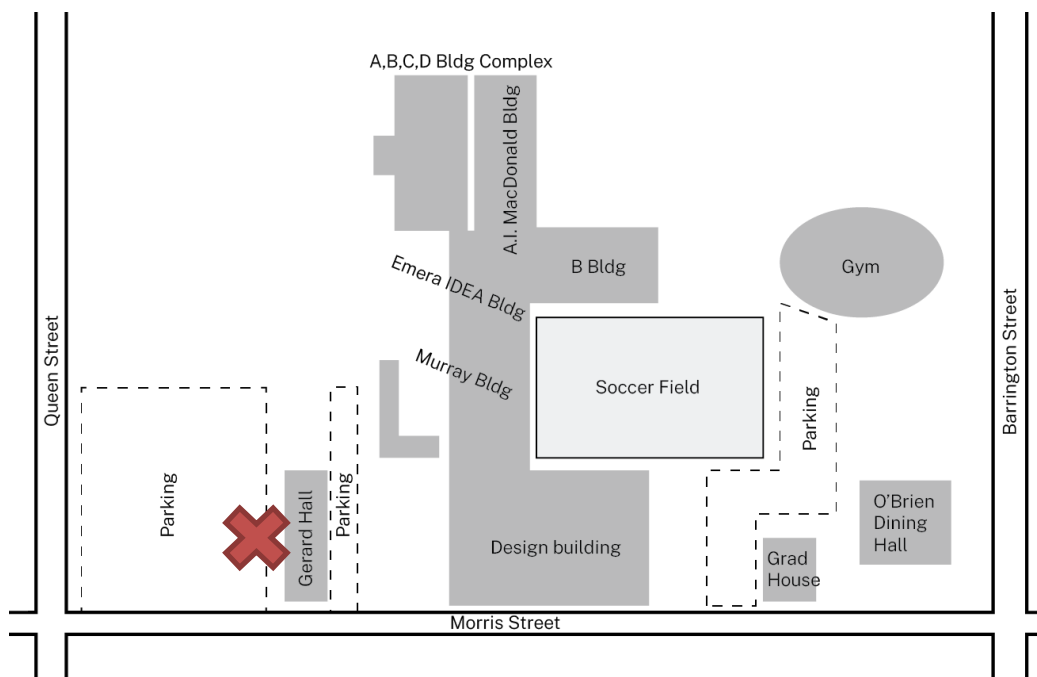 A,B,C,D Bldg Complex
A.I. MacDonald Bldg
B Bldg
Emera IDEA Bldg
Gym
Murray Bldg
Soccer Field
Queen Street
Barrington Street
Parking
Parking
Gerard Hall
Parking
Design building
O'Brien
Dining
Hall
Grad
House
Morris Street